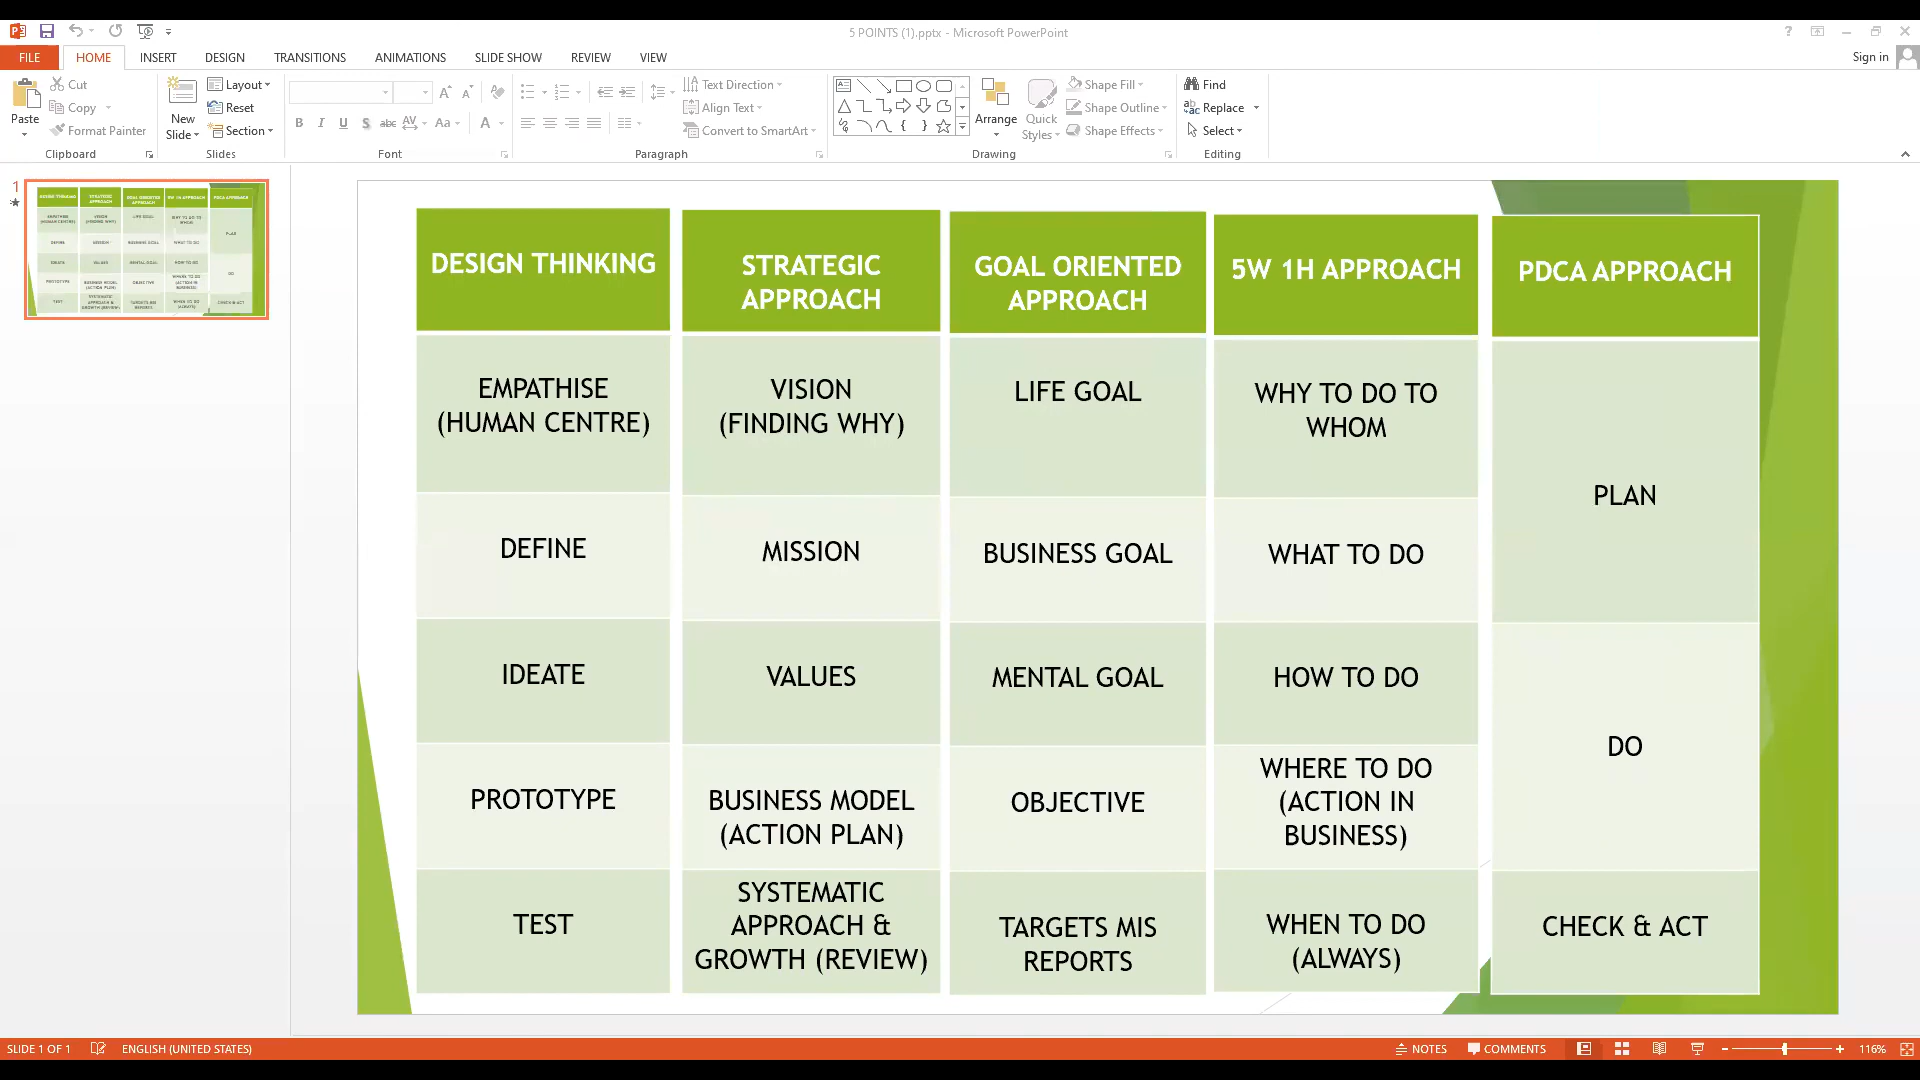 5 POINTS (1).pptx - Microsoft PowerPoint
?
FILE HOME INSERT DESIGN TRANSITIONS ANIMATIONS SLIDE SHOW REVIEW VIEW
Sign in
Paste
Cut
Copy
Format Painter
Clipboard
New
Slide
Layout
Reset
Section
Slides
B I U S abc AV Aa A
Font
Text Direction
Align Text
Convert to SmartArt
Paragraph
Arrange
Quick
Styles
Shape Fill
Shape Outline
Shape Effects
Drawing
Find
Replace
Select
Editing
1
DESIGN THINKING
EMPATHISE
(HUMAN CENTRE)
DEFINE
IDEATE
PROTOTYPE
TEST
STRATEGIC
APPROACH
VISION
(FINDING WHY)
MISSION
VALUES
BUSINESS MODEL
(ACTION PLAN)
SYSTEMATIC
APPROACH &
GROWTH (REVIEW)
GOAL ORIENTED
APPROACH
LIFE GOAL
BUSINESS GOAL
MENTAL GOAL
OBJECTIVE
TARGETS MIS
REPORTS
5W 1H APPROACH
WHY TO DO TO
WHOM
WHAT TO DO
HOW TO DO
WHERE TO DO
(ACTION IN
BUSINESS)
WHEN TO DO
(ALWAYS)
PDCA APPROACH
PLAN
DO
CHECK & ACT
SLIDE 1 OF 1 ENGLISH (UNITED STATES) NOTES COMMENTS 116%